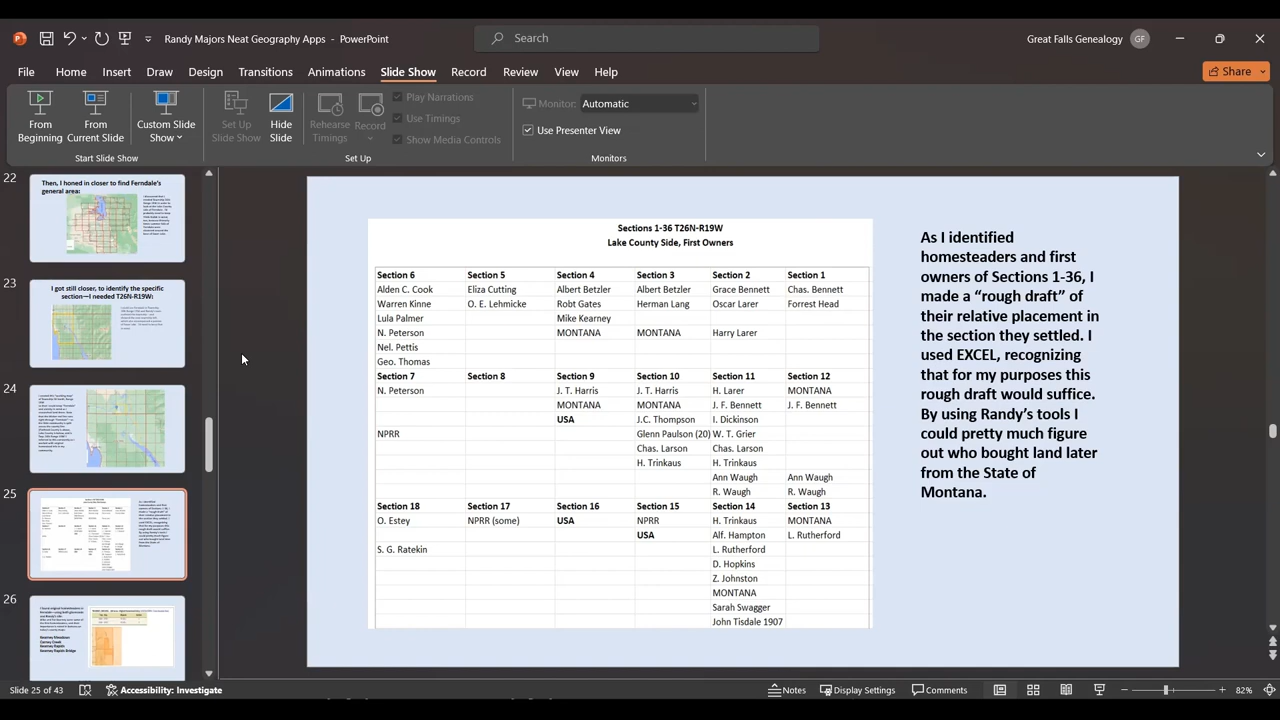 Randy Majors Neat Geography Apps - PowerPoint
Search
Great Falls Genealogy GF
File Home Insert Draw Design Transitions Animations Slide Show Record Review View Help
Share
From Beginning
From Current Slide
Custom Slide Show
Set Up Slide Show
Hide Slide
Rehearse Timings
Record
Play Narrations
Use Timings
Show Media Controls
Monitor: Automatic
Use Presenter View
Start Slide Show
Set Up
Monitors
22
Then, I honed in closer to find Ferndale's
general area:
23
I got still closer, to identify the specific
section—I needed T26N-R19W:
24
25
26
Sections 1-36 T26N-R19W
Lake County Side, First Owners
Section 6 Section 5 Section 4 Section 3 Section 2 Section 1
Alden C. Cook Eliza Cutting Albert Betzler Albert Betzler Grace Bennett Chas. Bennett
Warren Kinne O. E. Lehmicke Robt Gates Herman Lang Oscar Larer Forrest Head
Lula Palmer Mike Kearney
N. Peterson MONTANA MONTANA Harry Larer
Nel. Pettis
Geo. Thomas
Section 7 Section 8 Section 9 Section 10 Section 11 Section 12
N. Peterson J. T. Harris J. T. Harris H. Larer MONTANA
MONTANA MONTANA J. F. Bennett J. F. Bennett
USA J.C. Thompson I. Dickinson
NPRR Glenn Paulson (20) W. T. Grier
Chas. Larson Chas. Larson
H. Trinkaus H. Trinkaus
Ann Waugh Ann Waugh
R. Waugh R. Waugh
Section 18 Section 17 Section 16 Section 15 Section 14 Section 13
O. Estey NPRR (some) USA NPRR H. Trinkaus MONTANA
USA Alf. Hampton L. Rutherford
S. G. Ratekin L. Rutherford
D. Hopkins
Z. Johnston
MONTANA
Sarah Swagger
John Tisdale 1907
As I identified
homesteaders and first
owners of Sections 1-36, I
made a “rough draft” of
their relative placement in
the section they settled. I
used EXCEL, recognizing
that for my purposes this
rough draft would suffice.
By using Randy’s tools I
could pretty much figure
out who bought land later
from the State of
Montana.
Slide 25 of 43
Accessibility: Investigate
Notes
Display Settings
Comments
82%